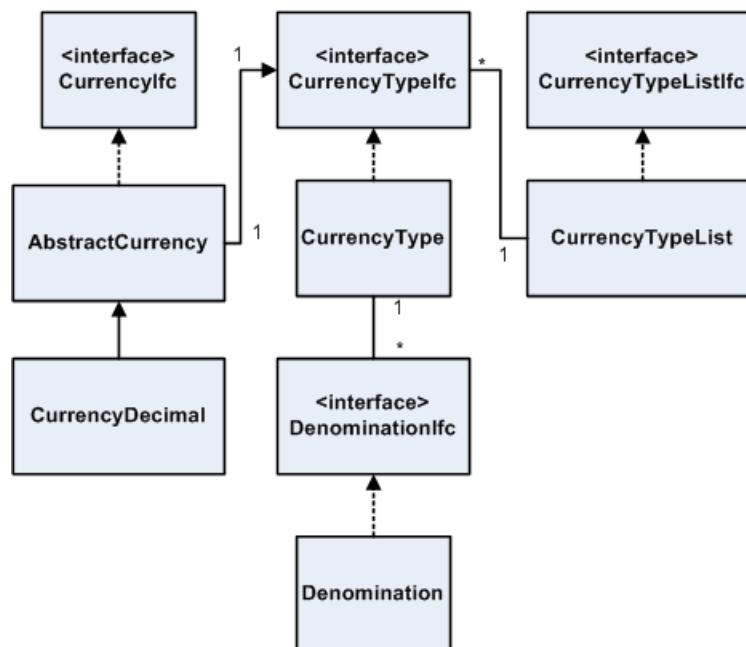 <interface>
CurrencyIfc
1
<interface>
CurrencyTypeIfc
*
<interface>
CurrencyTypeListIfc
AbstractCurrency
1
CurrencyType
1
CurrencyTypeList
1
*
CurrencyDecimal
<interface>
DenominationIfc
Denomination